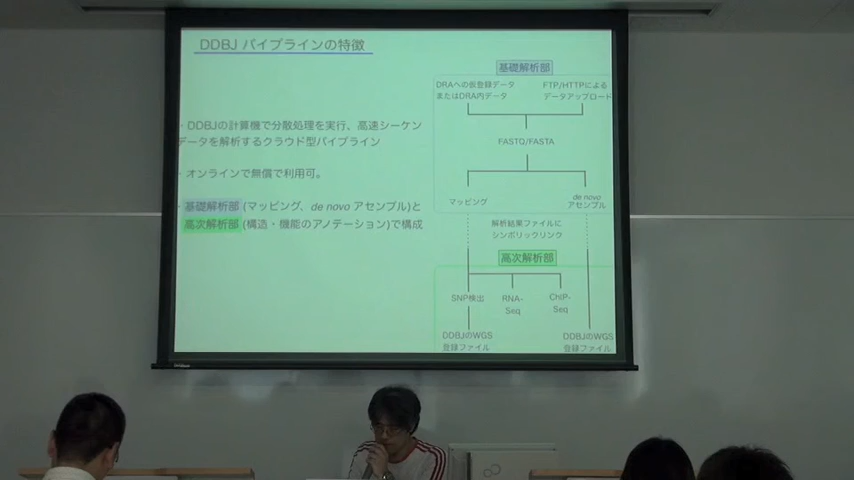 DDBJ パイプラインの特徴
・DDBJの計算機で分散処理を実行、高速シーケン
データを解析するクラウド型パイプライン
・オンラインで無償で利用可。
・基礎解析部 (マッピング、de novo アセンブル)と
高次解析部 (構造・機能のアノテーション)で構成
基礎解析部
DRAへの仮登録データ
またはDRA内データ
FTP/HTTPによる
データアップロード
FASTQ/FASTA
マッピング
de novo
アセンブル
解析結果ファイルに
シンボリックリンク
高次解析部
SNP検出
RNA-
Seq
ChIP-
Seq
DDBJのWGS
登録ファイル
DDBJのWGS
登録ファイル